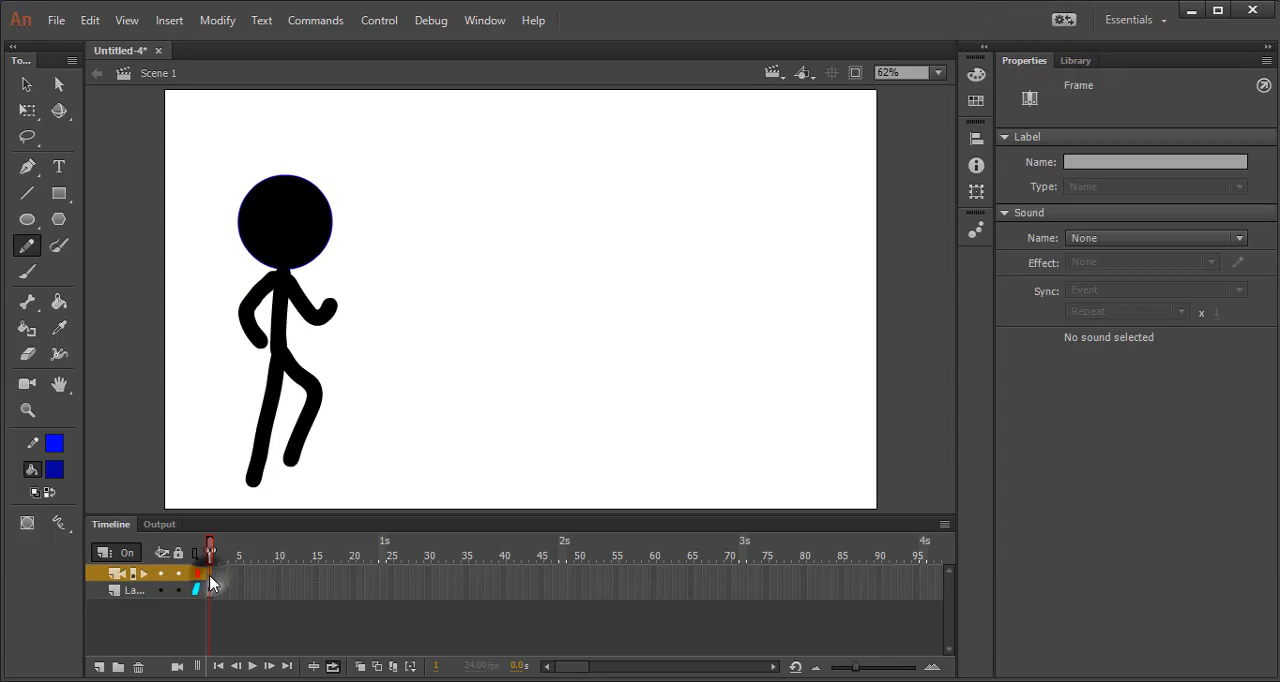 An File Edit View Insert Modify Text Commands Control Debug Window Help Essentials
To... Untitled-4* × Properties Library
Scene 1 62% Frame
Label
Name:
Type: Name
Sound
Name: None
Effect: None
Sync: Event
Repeat x 1
No sound selected
Timeline Output
On 5 10 15 20 1s 25 30 35 40 45 2s 50 55 60 65 70 3s 75 80 85 90 4s 95
La...
1 24.00 fps 0.0 s